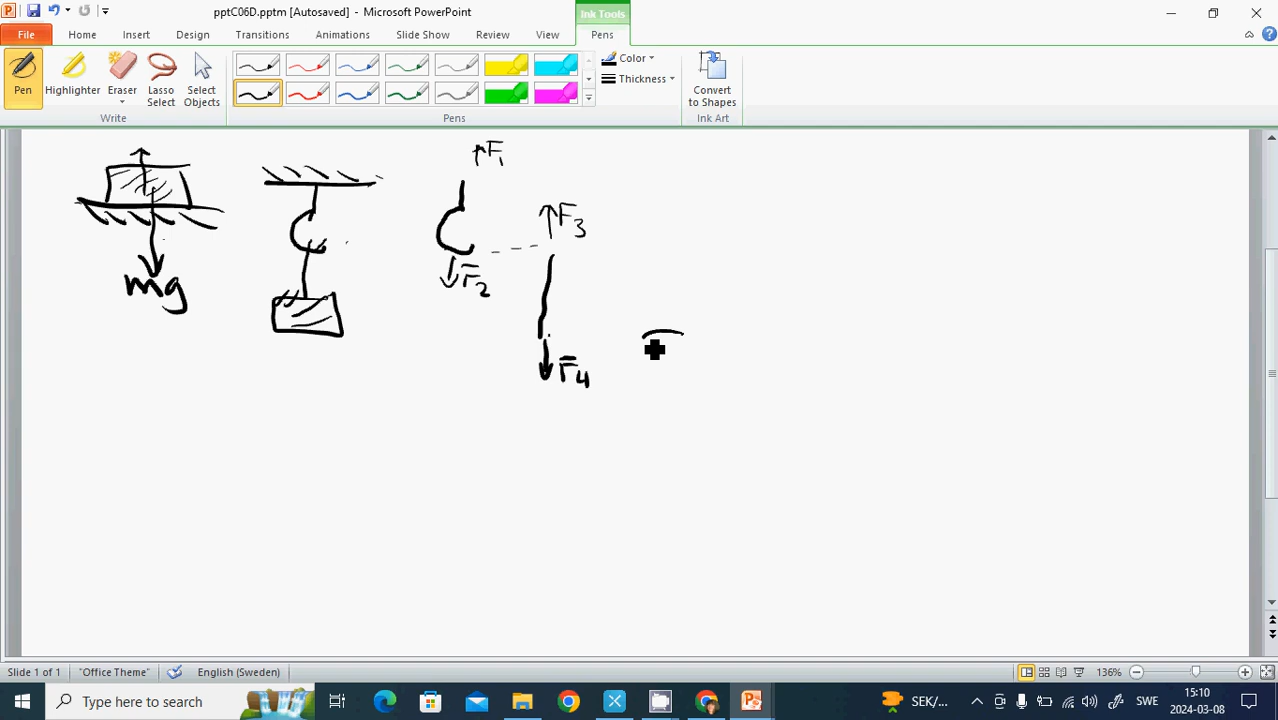 pptC06D.pptm [Autosaved] - Microsoft PowerPoint
Ink Tools
File Home Insert Design Transitions Animations Slide Show Review View Pens
Pen Highlighter Eraser Lasso Select Select Objects
Color
Thickness
Convert to Shapes
Write Pens Ink Art
F1
F3
mg
F̄2
F̄4
Slide 1 of 1 "Office Theme" English (Sweden) 136%
Type here to search SEK/... SWE 15:10
2024-03-08